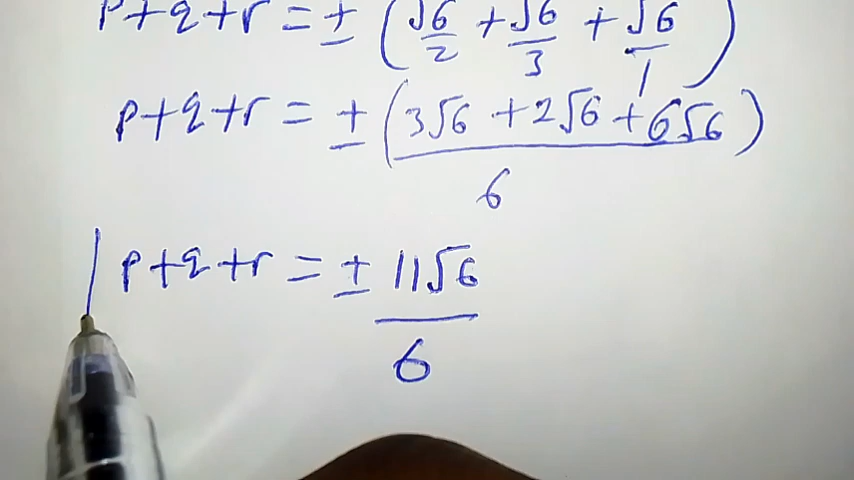 p+q+r = ± (√6/2 + √6/3 + √6/1)
p+q+r = ± (3√6 + 2√6 + 6√6)/6
p+q+r = ± 11√6/6